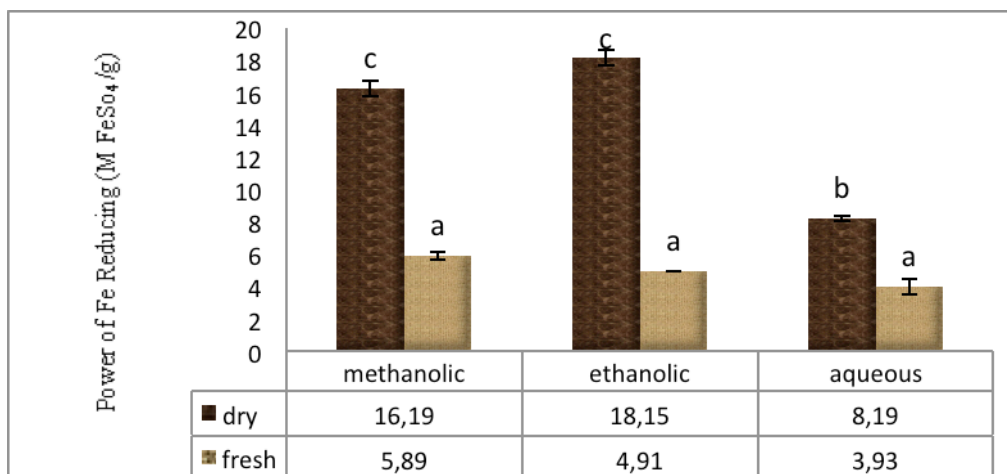 Power of Fe Reducing (M FeSo₄/g)
20
18
16
14
12
10
8
6
4
2
0
c
a
c
a
b
a
methanolic ethanolic aqueous
dry 16,19 18,15 8,19
fresh 5,89 4,91 3,93